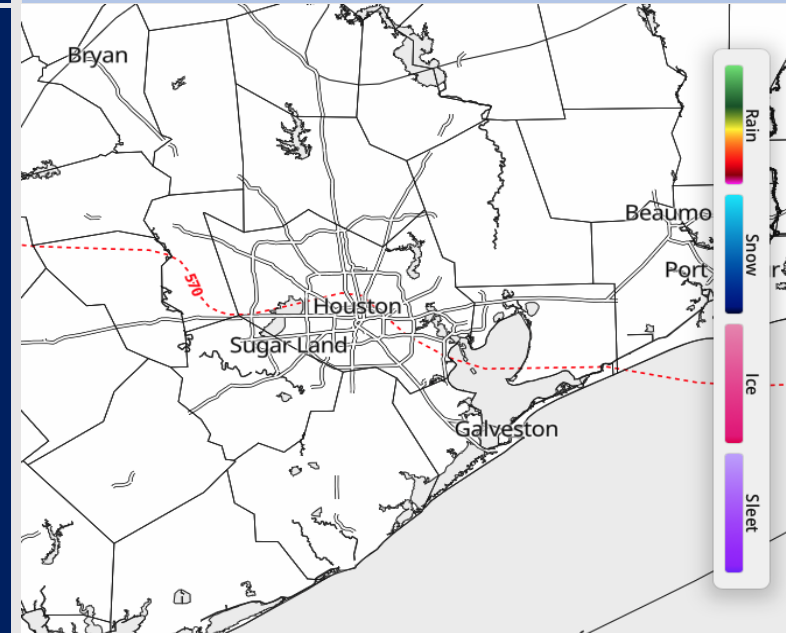 Bryan
Rain
Beaumo
Snow
Port
570
Houston
Sugar Land
Ice
Galveston
Sleet